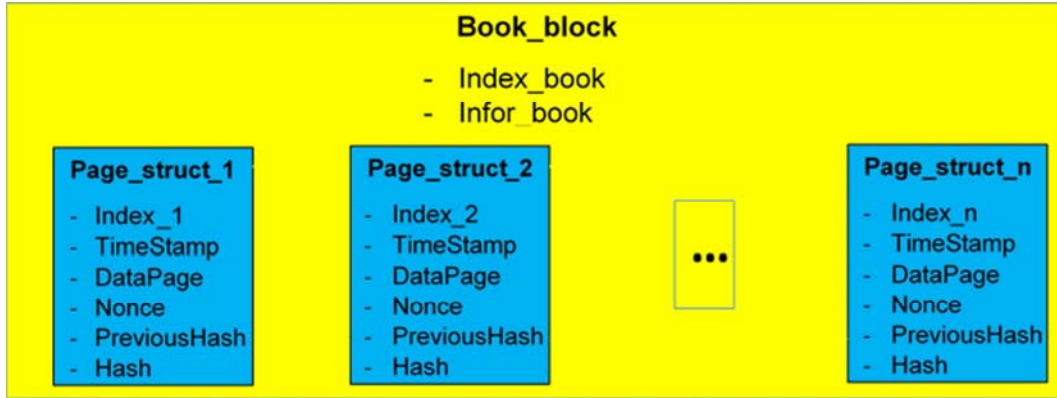 Book_block
- Index_book
- Infor_book
Page_struct_1
- Index_1
- TimeStamp
- DataPage
- Nonce
- PreviousHash
- Hash
Page_struct_2
- Index_2
- TimeStamp
- DataPage
- Nonce
- PreviousHash
- Hash
...
Page_struct_n
- Index_n
- TimeStamp
- DataPage
- Nonce
- PreviousHash
- Hash